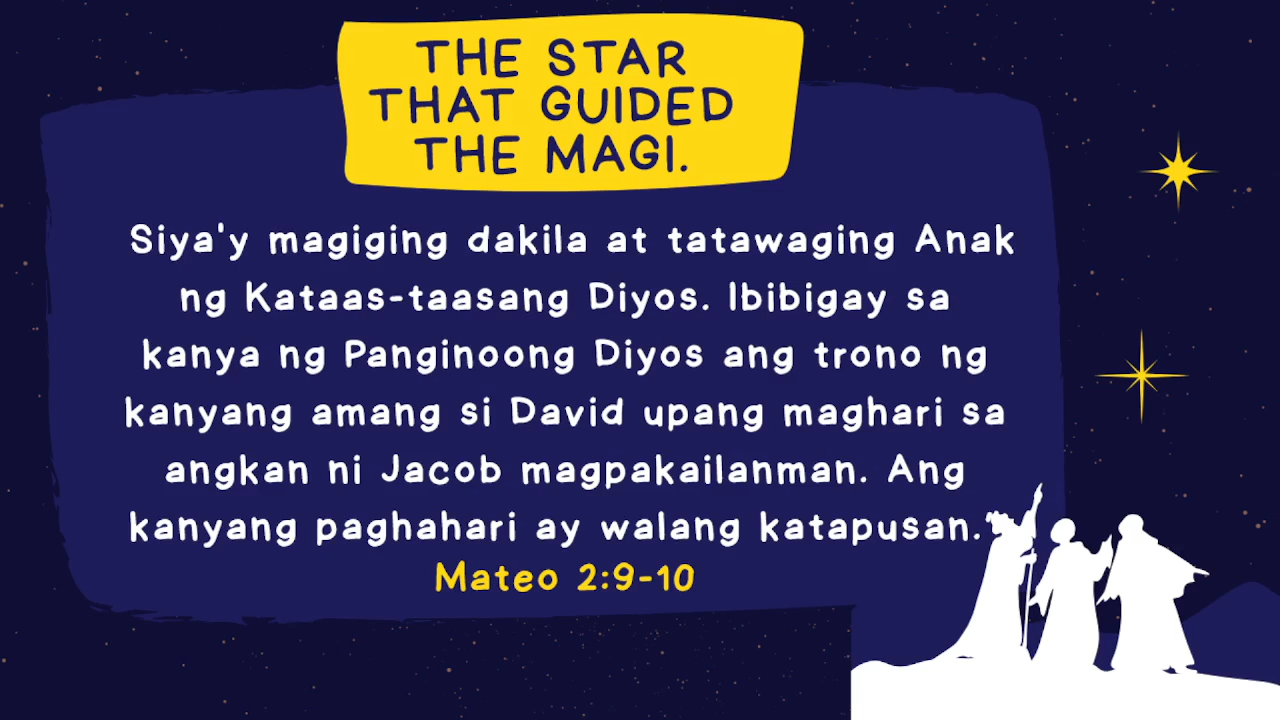 THE STAR
THAT GUIDED
THE MAGI.
Siya'y magiging dakila at tatawaging Anak
ng Kataas-taasang Diyos. Ibibigay sa
kanya ng Panginoong Diyos ang trono ng
kanyang amang si David upang maghari sa
angkan ni Jacob magpakailanman. Ang
kanyang paghahari ay walang katapusan."
Mateo 2:9-10